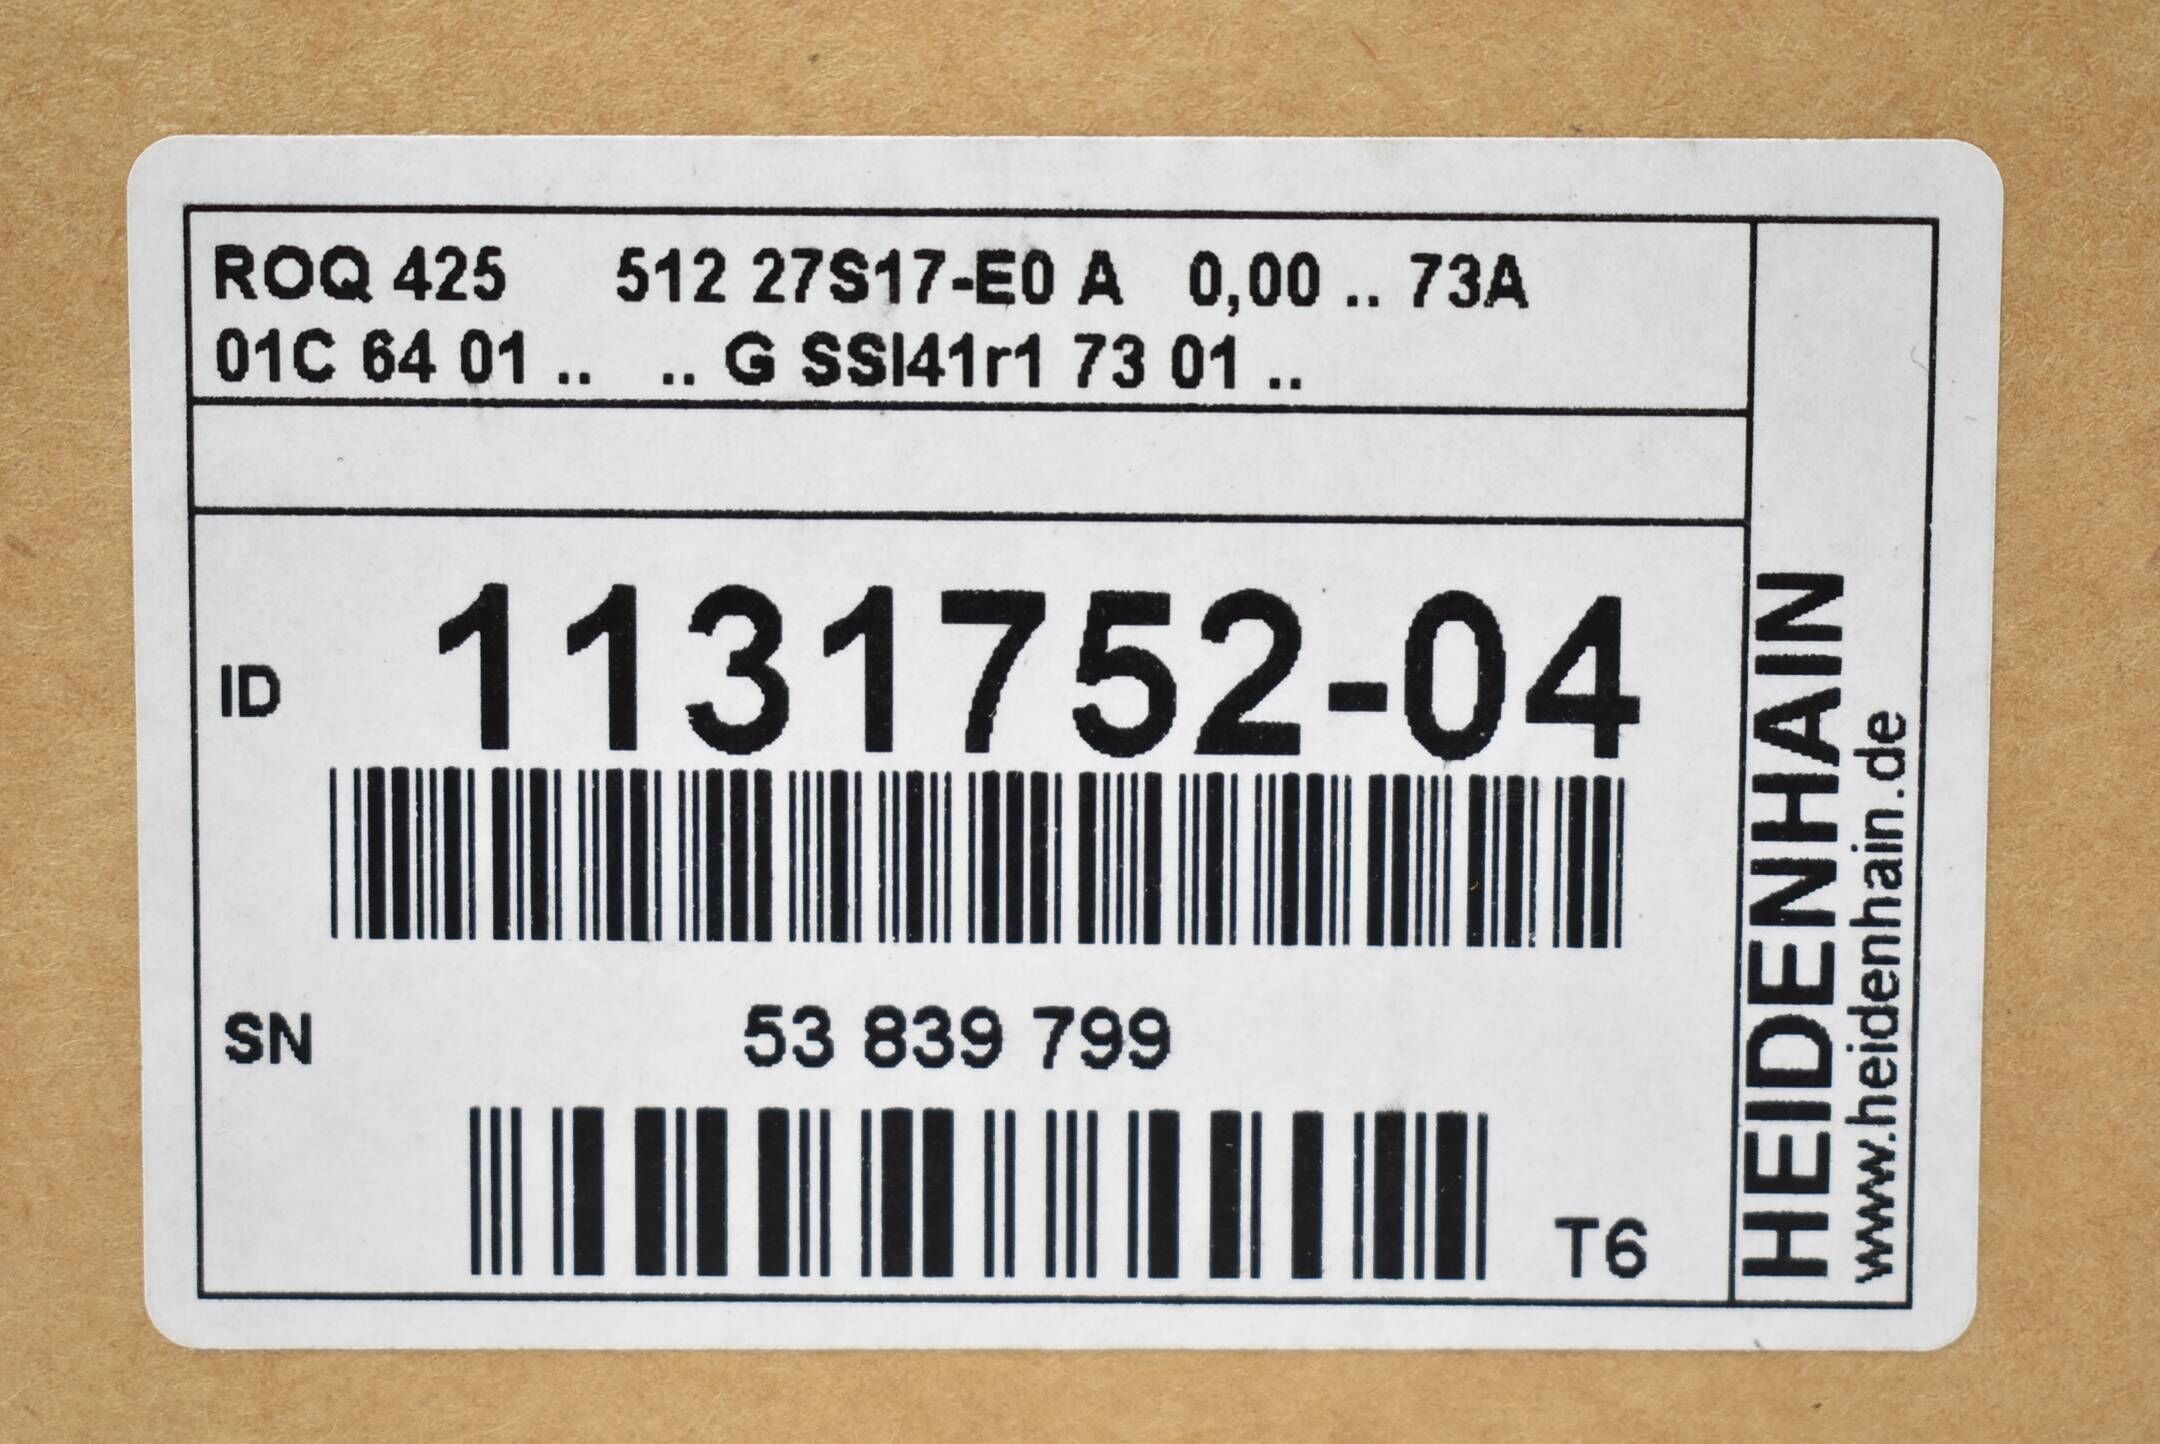 ROQ 425 512 27S17-E0 A 0,00 .. 73A
01C 64 01 .. .. G SSI41r1 73 01 ..
ID 1131752-04
SN 53 839 799
T6
HEIDENHAIN
www.heidenhain.de